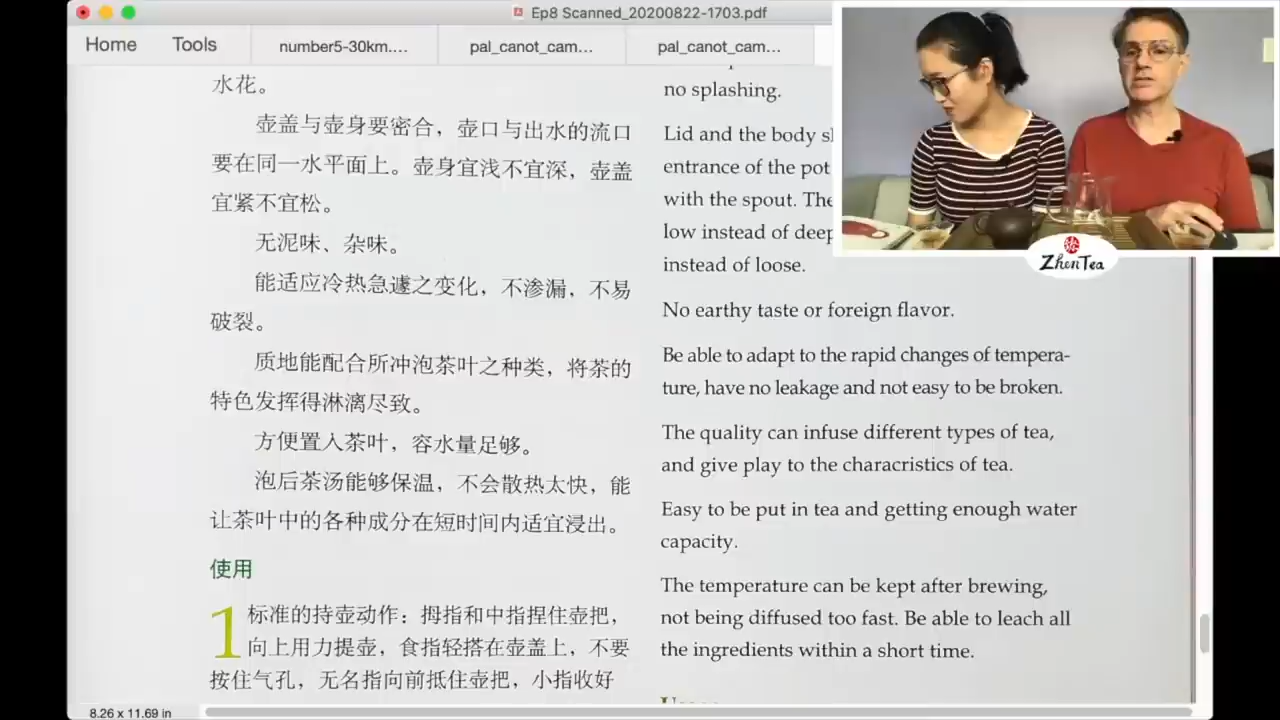 Ep8 Scanned_20200822-1703.pdf
Home
Tools
number5-30km....
pal_canot_cam...
pal_canot_cam...
水花。
壶盖与壶身要密合，壶口与出水的流口
要在同一水平面上。壶身宜浅不宜深，壶盖
宜紧不宜松。
无泥味、杂味。
能适应冷热急遽之变化，不渗漏，不易
破裂。
质地能配合所冲泡茶叶之种类，将茶的
特色发挥得淋漓尽致。
方便置入茶叶，容水量足够。
泡后茶汤能够保温，不会散热太快，能
让茶叶中的各种成分在短时间内适宜浸出。
使用
1
标准的持壶动作：拇指和中指捏住壶把，
向上用力提壶，食指轻搭在壶盖上，不要
按住气孔，无名指向前抵住壶把，小指收好
no splashing.
Lid and the body
entrance of the pot
with the spout. The
low instead of deep
instead of loose.
No earthy taste or foreign flavor.
Be able to adapt to the rapid changes of tempera-
ture, have no leakage and not easy to be broken.
The quality can infuse different types of tea,
and give play to the characristics of tea.
Easy to be put in tea and getting enough water
capacity.
The temperature can be kept after brewing,
not being diffused too fast. Be able to leach all
the ingredients within a short time.
ZhenTea
8.26 x 11.69 in